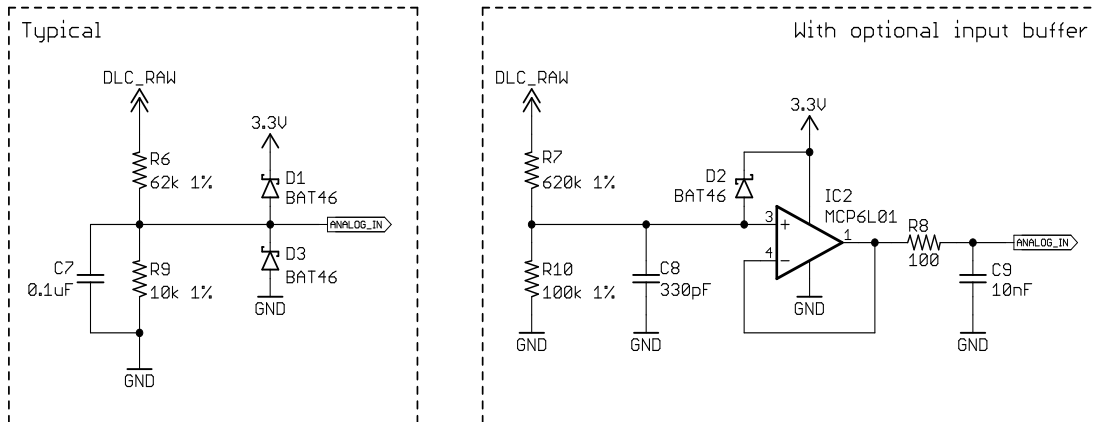 Typical
DLC_RAW
3.3V
R6
62k 1%
D1
BAT46
ANALOG_IN
C7
0.1uF
R9
10k 1%
D3
BAT46
GND
GND
With optional input buffer
DLC_RAW
3.3V
R7
620k 1%
D2
BAT46
IC2
MCP6L01
3
+
1
4
−
R8
100
ANALOG_IN
R10
100k 1%
C8
330pF
C9
10nF
GND
GND
GND
GND